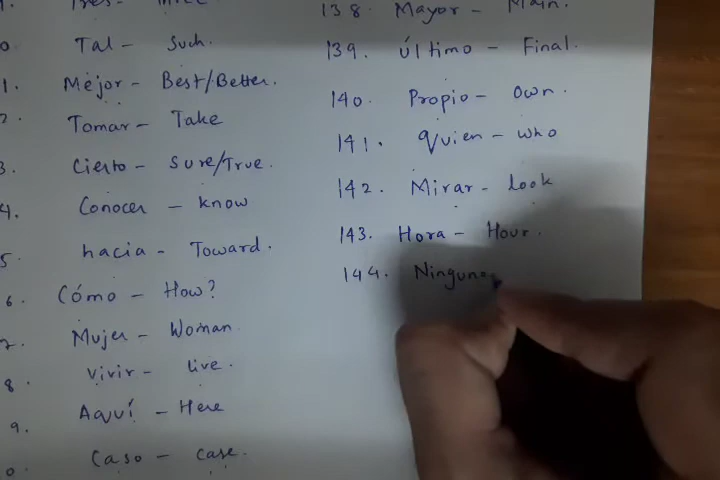 Tres - Three
Tal - Such.
Mejor - Best/Better.
Tomar - Take
Cierto - Sure/True.
Conocer - know
hacia - Toward.
Cómo - How?
Mujer - Woman
Vivir - live.
Aquí - Here
Caso - case.
138. Mayor - Main.
139. Último - Final.
140. Propio - own.
141. Quien - who
142. Mirar - look
143. Hora - Hour.
144. Ninguno